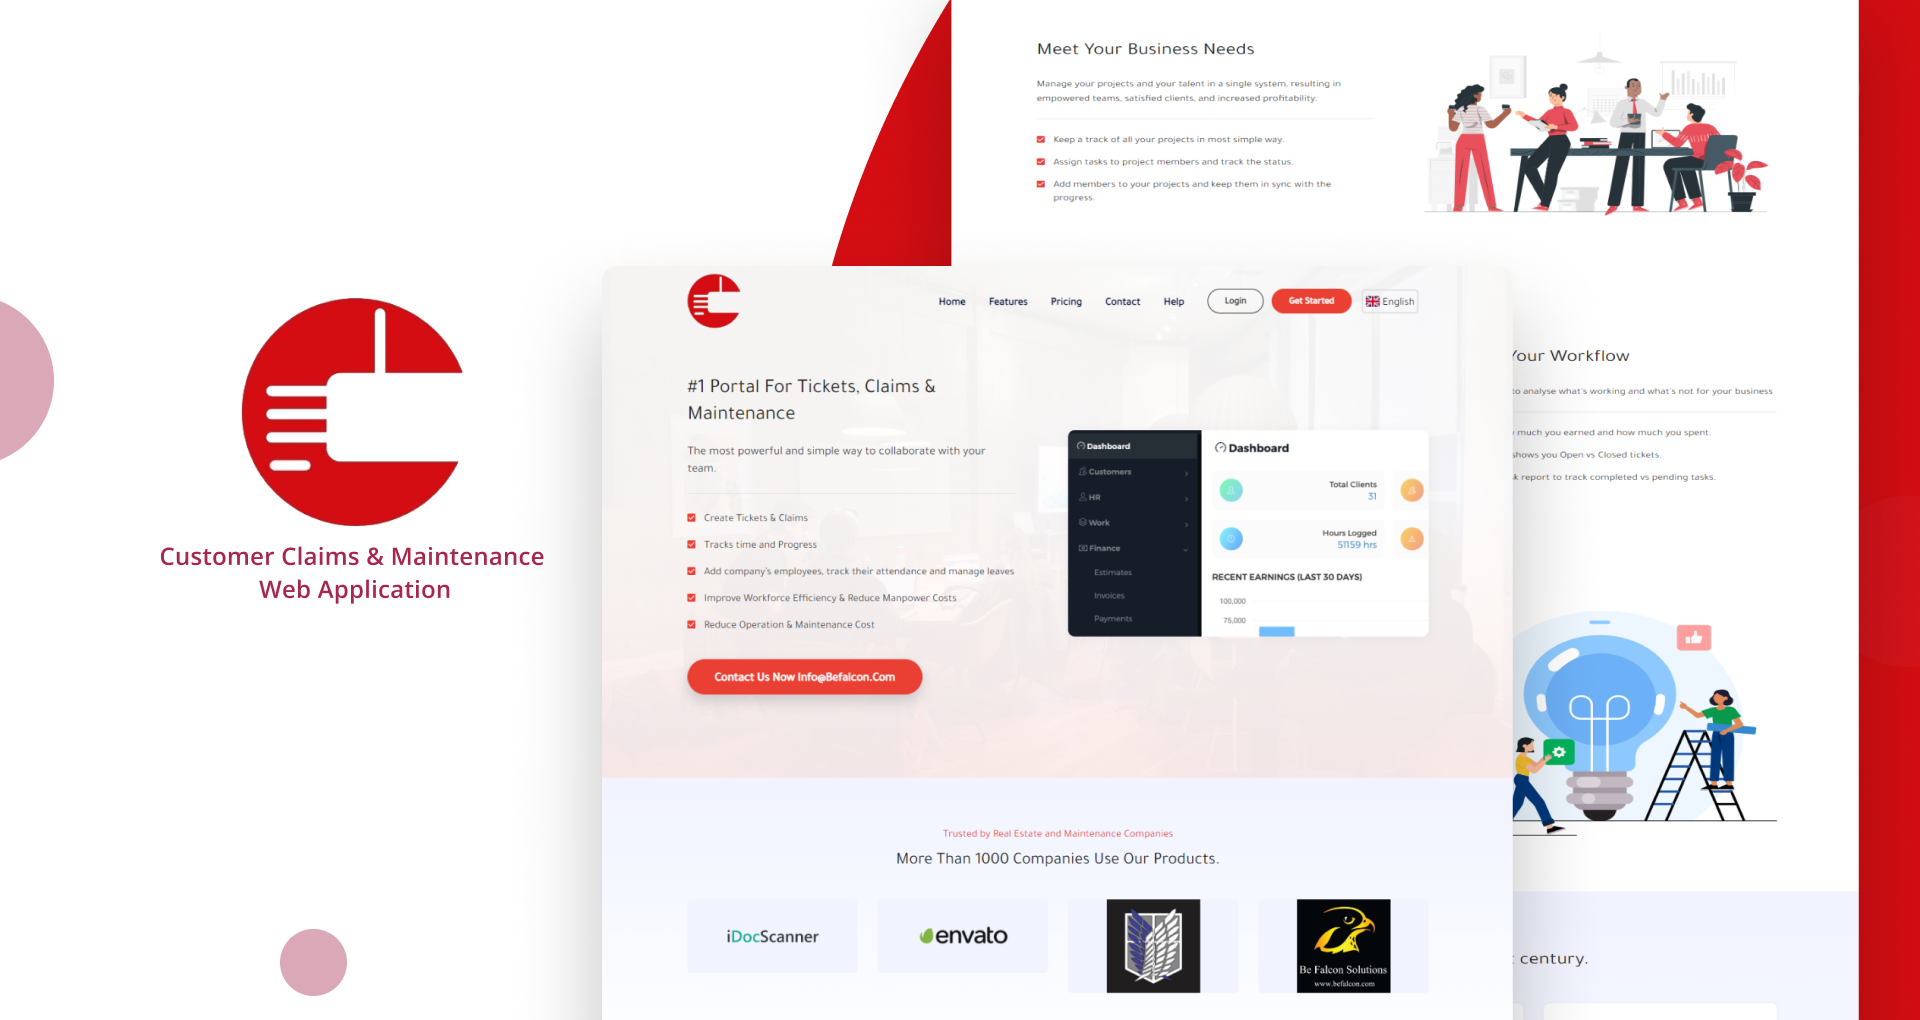 Customer Claims & Maintenance
Web Application
Meet Your Business Needs
Manage your projects and your talent in a single system, resulting in
empowered teams, satisfied clients, and increased profitability.
Keep a track of all your projects in most simple way.
Assign tasks to project members and track the status.
Add members to your projects and keep them in sync with the
progress.
Home
Features
Pricing
Contact
Help
Login
Get Started
English
#1 Portal For Tickets, Claims &
Maintenance
The most powerful and simple way to collaborate with your
team.
Create Tickets & Claims
Tracks time and Progress
Add company's employees, track their attendance and manage leaves
Improve Workforce Efficiency & Reduce Manpower Costs
Reduce Operation & Maintenance Cost
Contact Us Now Info@Befalcon.Com
Dashboard
Customers
HR
Work
Finance
Estimates
Invoices
Payments
Dashboard
Total Clients
31
Hours Logged
51159 hrs
RECENT EARNINGS (LAST 30 DAYS)
100,000
75,000
Your Workflow
to analyse what's working and what's not for your business
much you earned and how much you spent.
shows you Open vs Closed tickets.
report to track completed vs pending tasks.
Trusted by Real Estate and Maintenance Companies
More Than 1000 Companies Use Our Products.
iDocScanner
envato
Be Falcon Solutions
www.befalcon.com
century.